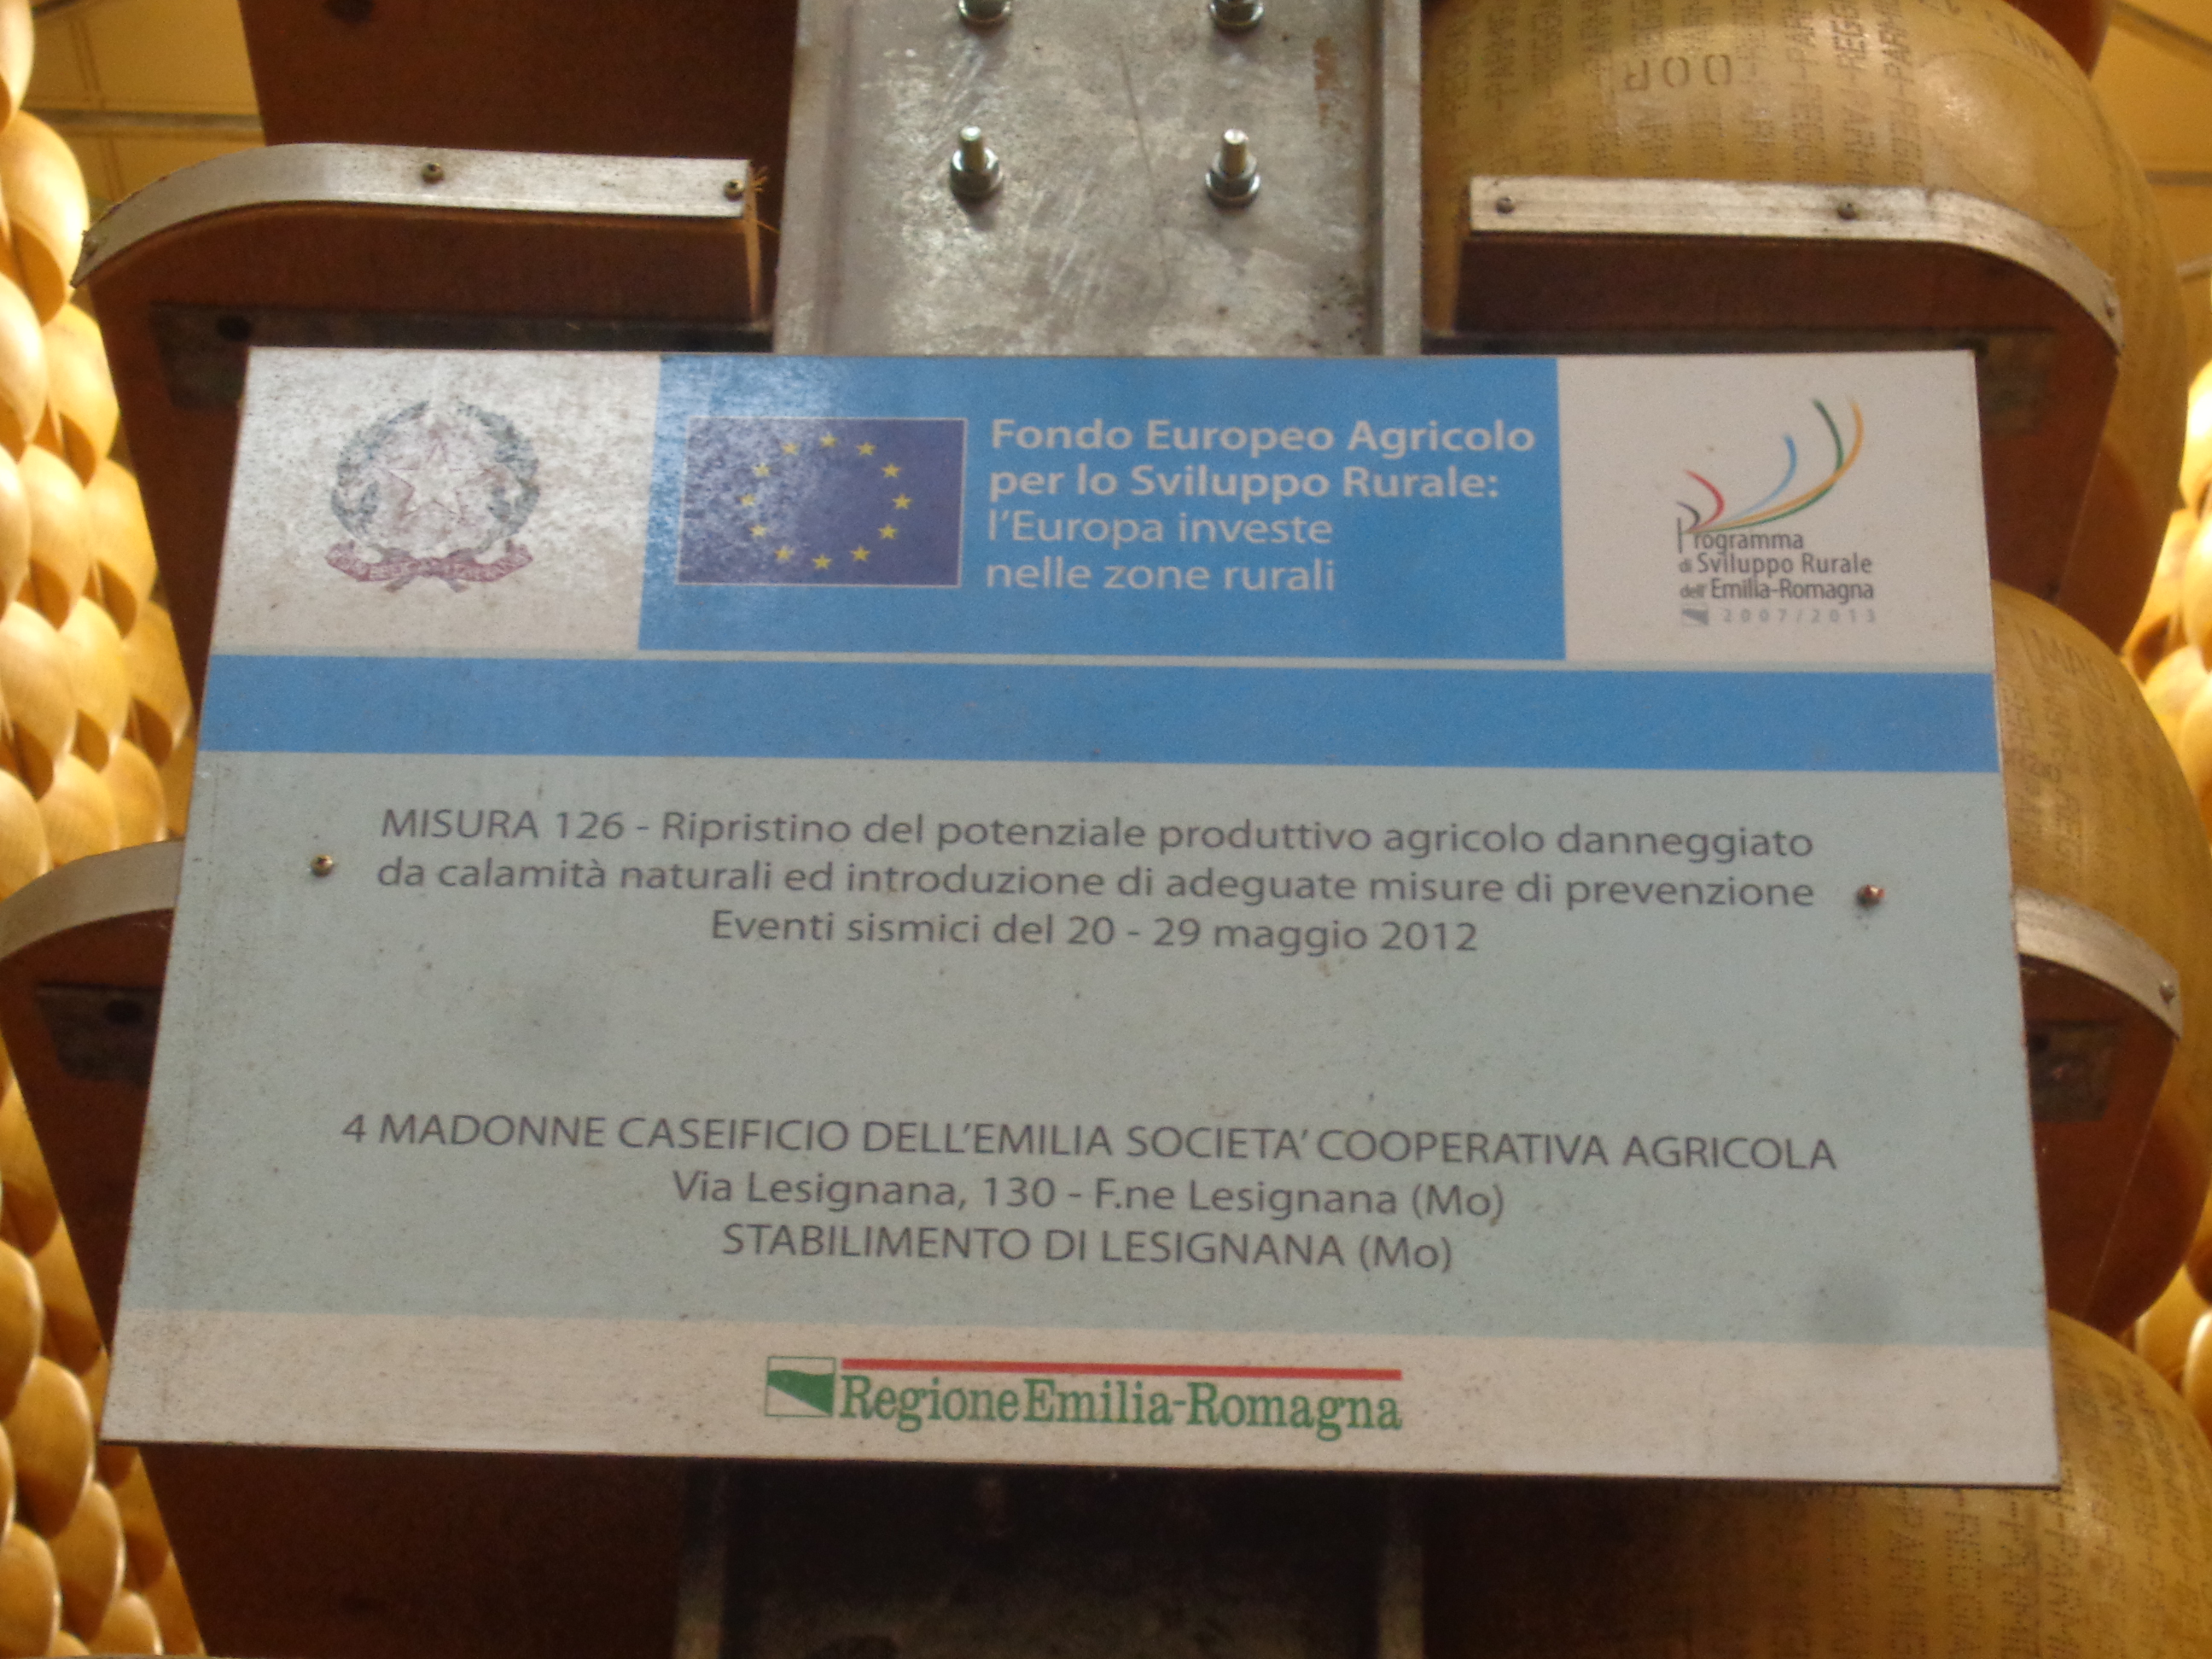 Fondo Europeo Agricolo
per lo Sviluppo Rurale:
l'Europa investe
nelle zone rurali
Programma
di Sviluppo Rurale
dell'Emilia-Romagna
2007/2013
MISURA 126 - Ripristino del potenziale produttivo agricolo danneggiato
da calamità naturali ed introduzione di adeguate misure di prevenzione
Eventi sismici del 20 - 29 maggio 2012
4 MADONNE CASEIFICIO DELL'EMILIA SOCIETA' COOPERATIVA AGRICOLA
Via Lesignana, 130 - F.ne Lesignana (Mo)
STABILIMENTO DI LESIGNANA (Mo)
RegioneEmilia-Romagna